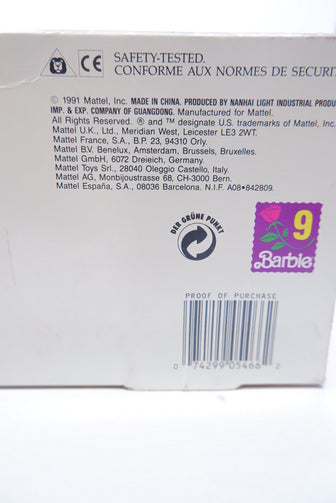 SAFETY-TESTED.
CE CONFORME AUX NORMES DE SECURIT
© 1991 Mattel, Inc. MADE IN CHINA. PRODUCED BY NANHAI LIGHT INDUSTRIAL PRODU
IMP. & EXP. COMPANY OF GUANGDONG. Manufactured for Mattel.
All Rights Reserved. ® and ™ designate U.S. trademarks of Mattel, Inc.
Mattel U.K., Ltd., Meridian West, Leicester LE3 2WT.
Mattel France, S.A., B.P. 23, 94310 Orly.
Mattel B.V. Benelux, Amsterdam, Brussels, Bruxelles.
Mattel GmbH, 6072 Dreieich, Germany.
Mattel Toys Srl., 28040 Oleggio Castello, Italy.
Mattel AG, Monbijoustrasse 68, CH-3000 Bern.
Mattel España, S.A., 08036 Barcelona. N.I.F. A08•842809.
DER GRÜNE PUNKT
9
Barbie
PROOF OF PURCHASE
0 74299 05466 2